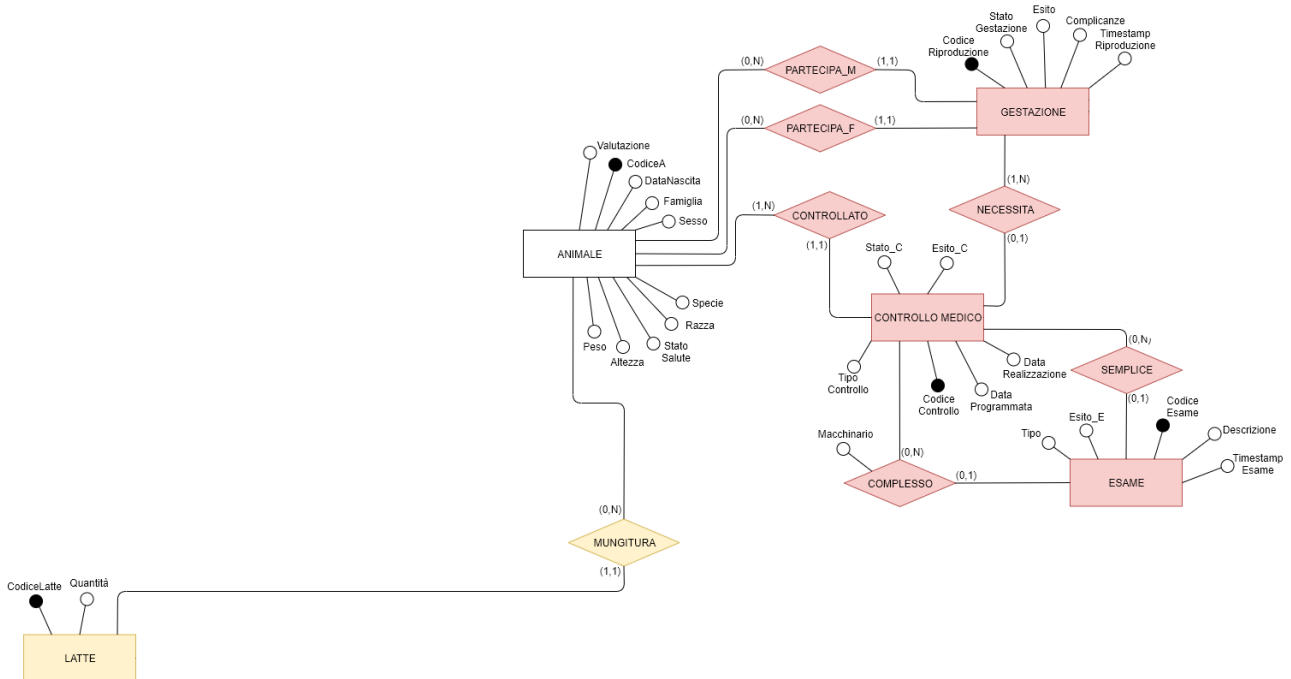 Esito
Stato
Gestazione
Complicanze
Codice
Riproduzione
Timestamp
Riproduzione
(0,N)
PARTECIPA_M
(1,1)
GESTAZIONE
(0,N)
PARTECIPA_F
(1,1)
Valutazione
CodiceA
DataNascita
Famiglia
Sesso
(1,N)
CONTROLLATO
(1,1)
(1,N)
NECESSITA
(0,1)
ANIMALE
Stato_C
Esito_C
Specie
Razza
Stato
Salute
Altezza
Peso
CONTROLLO MEDICO
(0,N)
SEMPLICE
(0,1)
Data
Realizzazione
Tipo
Controllo
Codice
Controllo
Data
Programmata
Codice
Esame
Esito_E
Tipo
Descrizione
Timestamp
Esame
Macchinario
(0,N)
COMPLESSO
(0,1)
ESAME
(0,N)
MUNGITURA
(1,1)
CodiceLatte
Quantità
LATTE